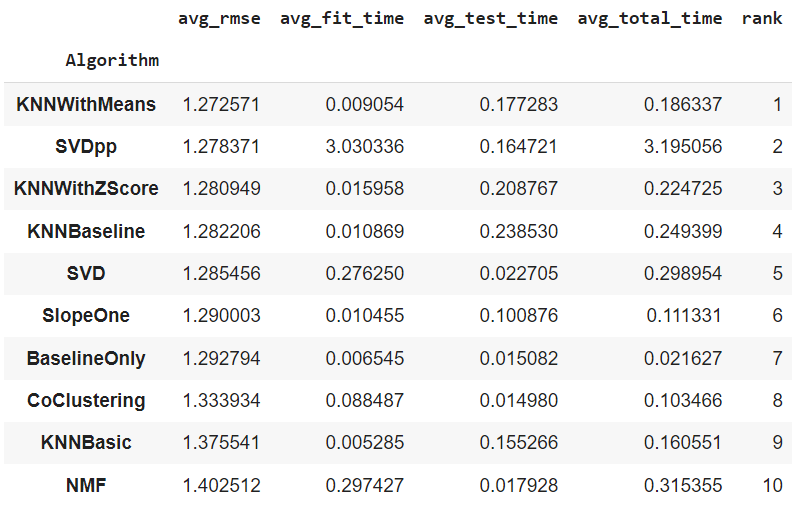 avg_rmse avg_fit_time avg_test_time avg_total_time rank
Algorithm
KNNWithMeans 1.272571 0.009054 0.177283 0.186337 1
SVDpp 1.278371 3.030336 0.164721 3.195056 2
KNNWithZScore 1.280949 0.015958 0.208767 0.224725 3
KNNBaseline 1.282206 0.010869 0.238530 0.249399 4
SVD 1.285456 0.276250 0.022705 0.298954 5
SlopeOne 1.290003 0.010455 0.100876 0.111331 6
BaselineOnly 1.292794 0.006545 0.015082 0.021627 7
CoClustering 1.333934 0.088487 0.014980 0.103466 8
KNNBasic 1.375541 0.005285 0.155266 0.160551 9
NMF 1.402512 0.297427 0.017928 0.315355 10